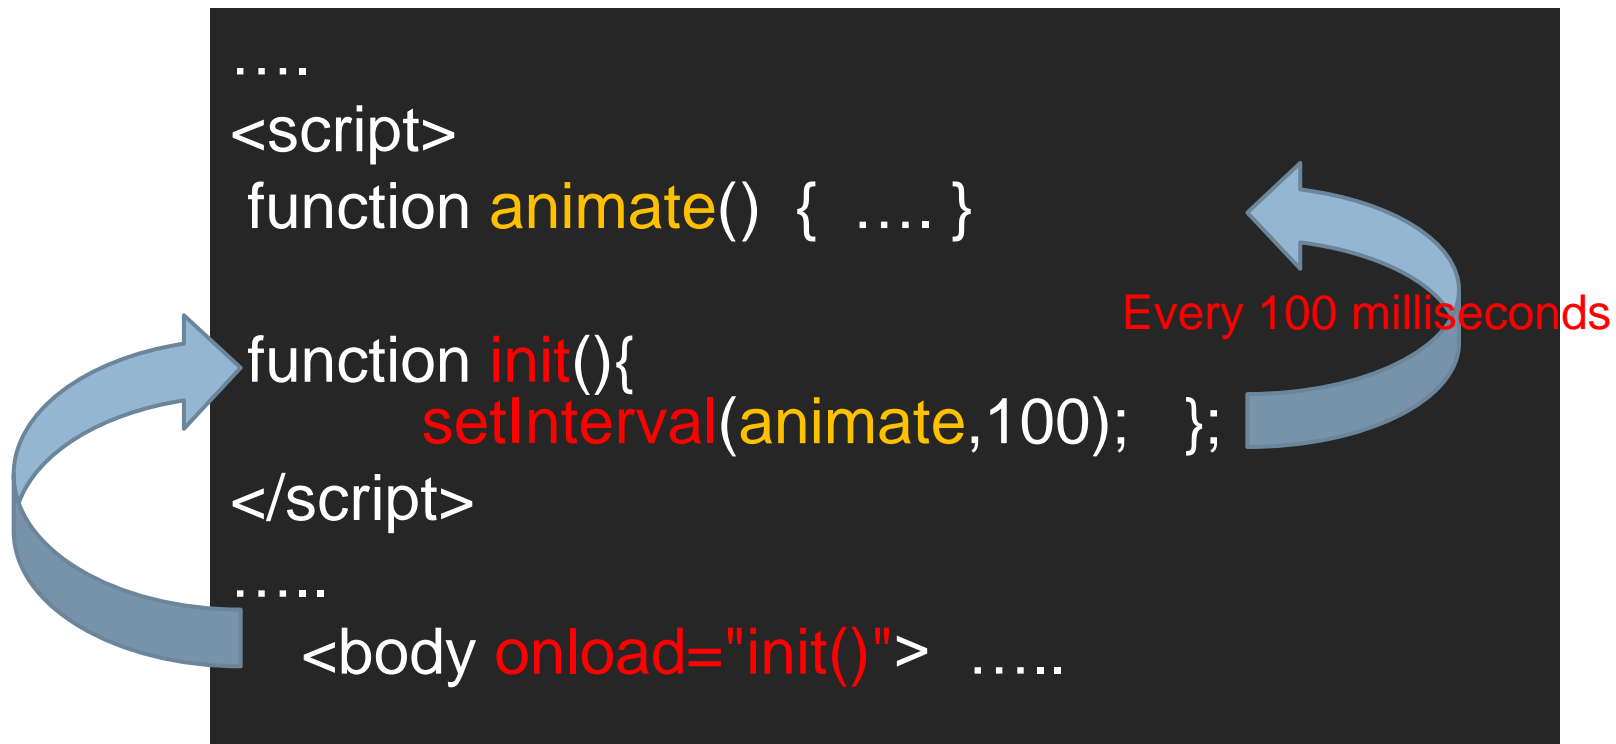 ….
<script>
function animate() { …. }
Every 100 milliseconds
function init(){
setInterval(animate,100); };
</script>
…..
<body onload="init()"> …..